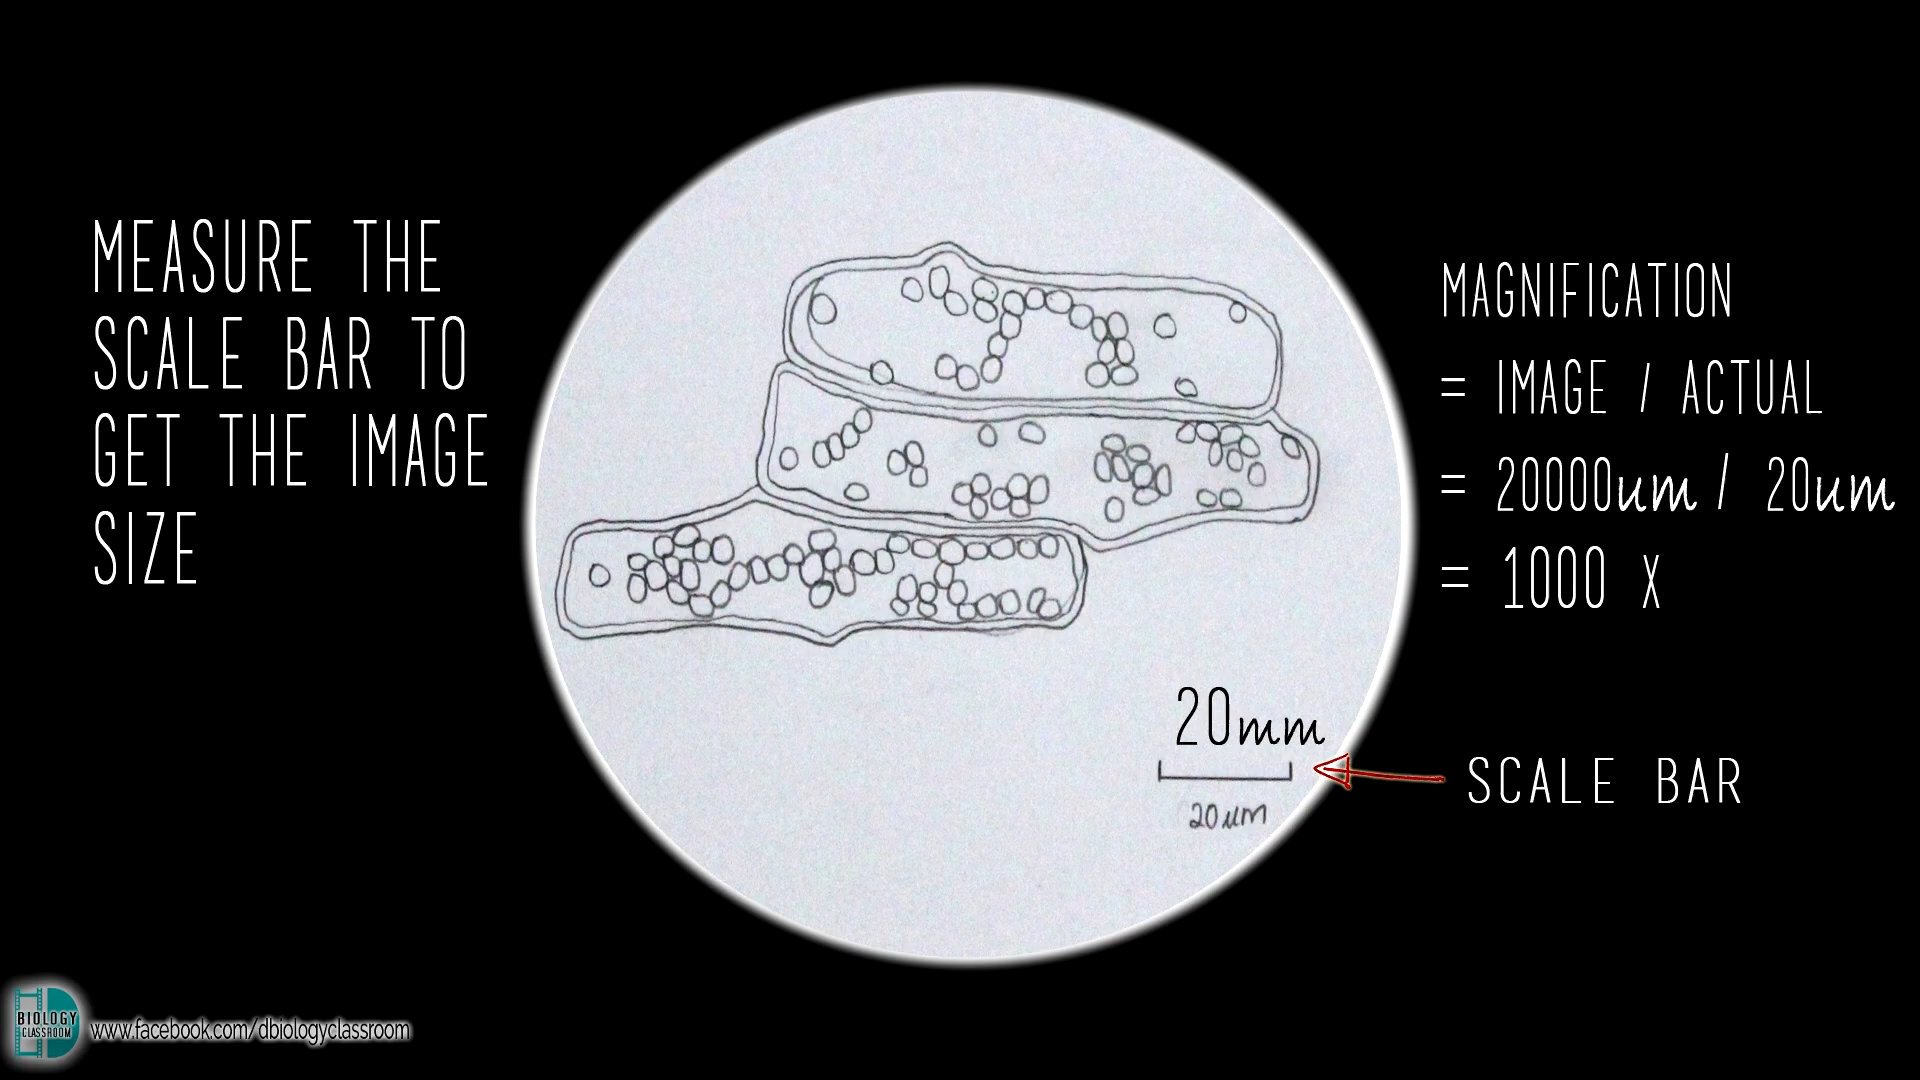 MEASURE THE
SCALE BAR TO
GET THE IMAGE
SIZE
MAGNIFICATION
= IMAGE / ACTUAL
= 20000um / 20um
= 1000 X
20mm
20um
SCALE BAR
BIOLOGY
CLASSROOM
www.facebook.com/dbiologyclassroom